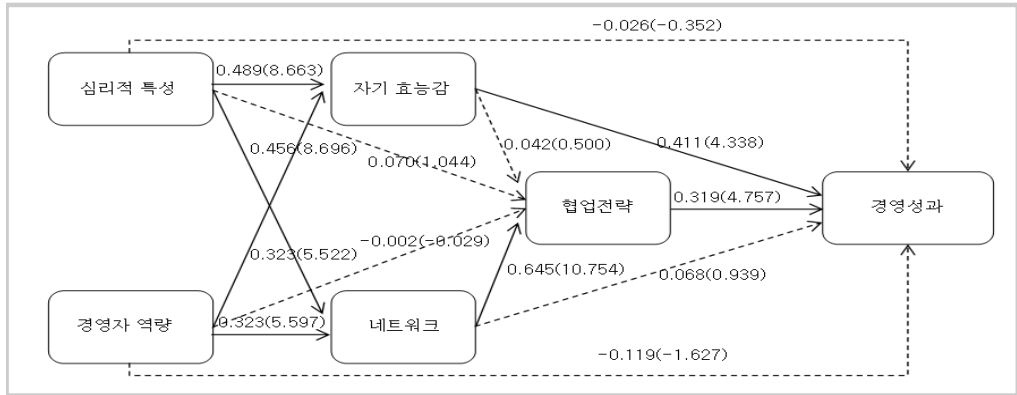 -0.026(-0.352)
심리적 특성
0.489(8.663)
자기 효능감
0.456(8.696)
0.070(1.044)
0.042(0.500)
0.411(4.338)
협업전략
0.319(4.757)
경영성과
0.323(5.522)
-0.002(-0.029)
0.645(10.754)
0.068(0.939)
경영자 역량
0.323(5.597)
네트워크
-0.119(-1.627)